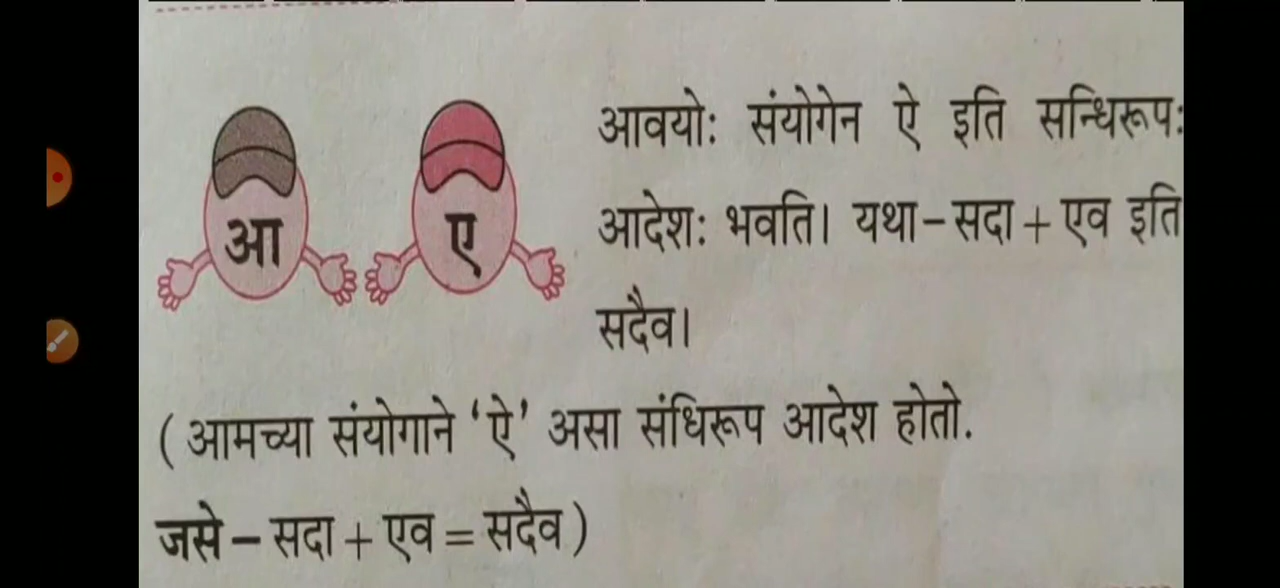 आ ए
आवयोः संयोगेन ऐ इति सन्धिरूपः
आदेशः भवति। यथा-सदा + एव इति
सदैव।
( आमच्या संयोगाने ‘ऐ’ असा संधिरूप आदेश होतो.
जसे – सदा + एव = सदैव )